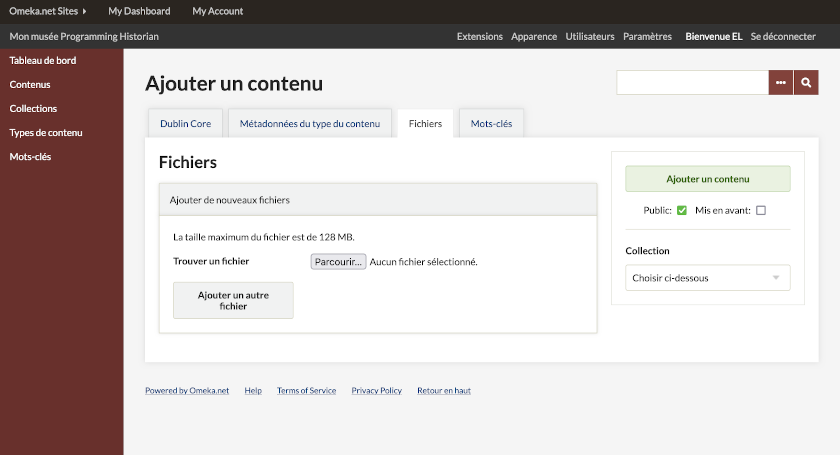 Omeka.net Sites My Dashboard My Account
Mon musée Programming Historian Extensions Apparence Utilisateurs Paramètres Bienvenue EL Se déconnecter
Tableau de bord
Contenus
Collections
Types de contenu
Mots-clés
Ajouter un contenu
...
Dublin Core Métadonnées du type du contenu Fichiers Mots-clés
Fichiers
Ajouter de nouveaux fichiers
La taille maximum du fichier est de 128 MB.
Trouver un fichier Parcourir... Aucun fichier sélectionné.
Ajouter un autre
fichier
Ajouter un contenu
Public: Mis en avant:
Collection
Choisir ci-dessous
Powered by Omeka.net Help Terms of Service Privacy Policy Retour en haut